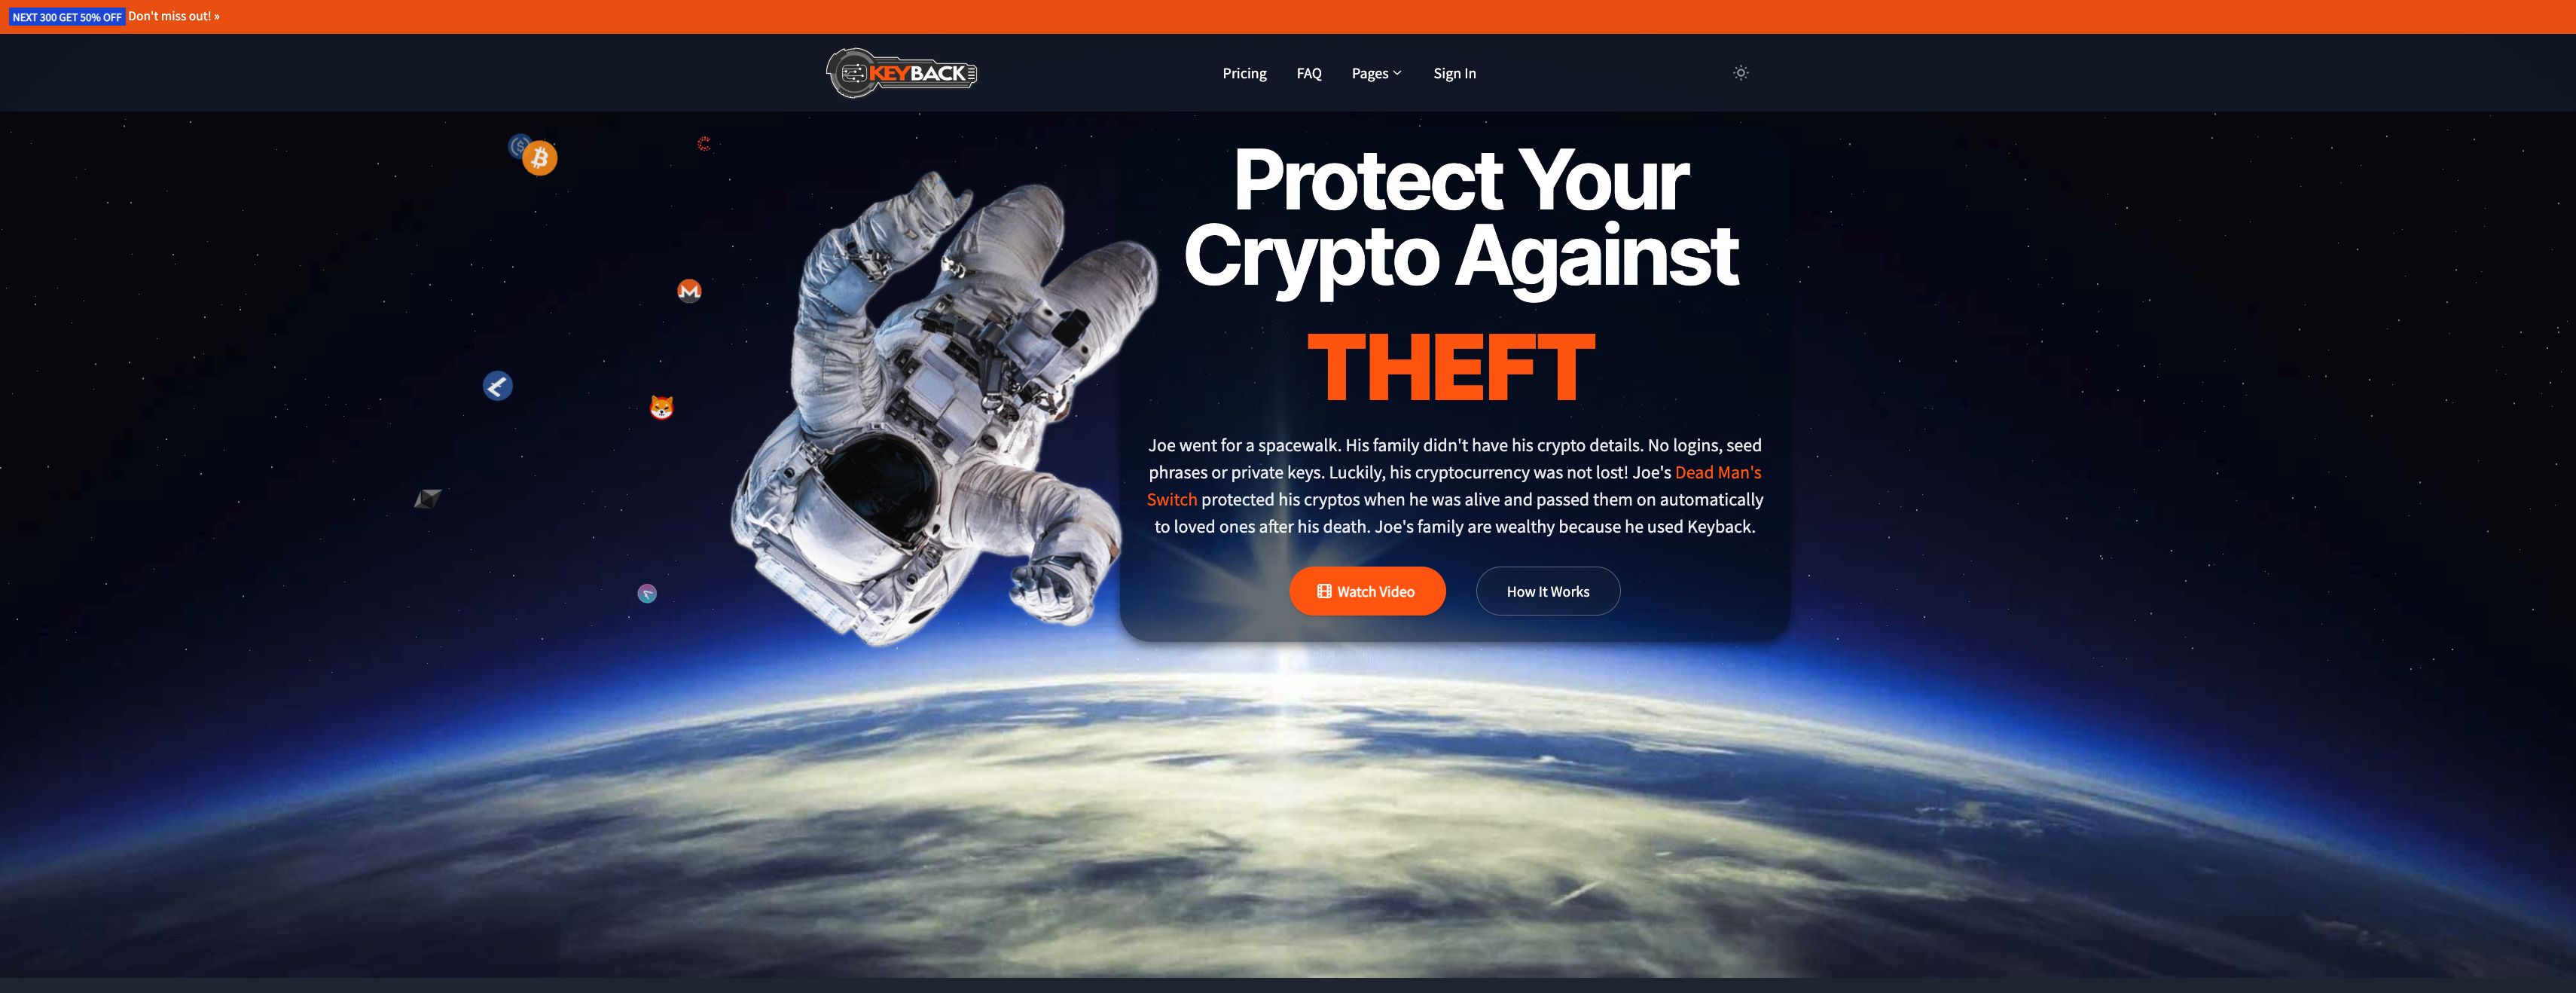 NEXT 300 GET 50% OFF Don't miss out! »
KEYBACK
Pricing FAQ Pages Sign In
Protect Your
Crypto Against
THEFT
Joe went for a spacewalk. His family didn't have his crypto details. No logins, seed
phrases or private keys. Luckily, his cryptocurrency was not lost! Joe's Dead Man's
Switch protected his cryptos when he was alive and passed them on automatically
to loved ones after his death. Joe's family are wealthy because he used Keyback.
Watch Video
How It Works